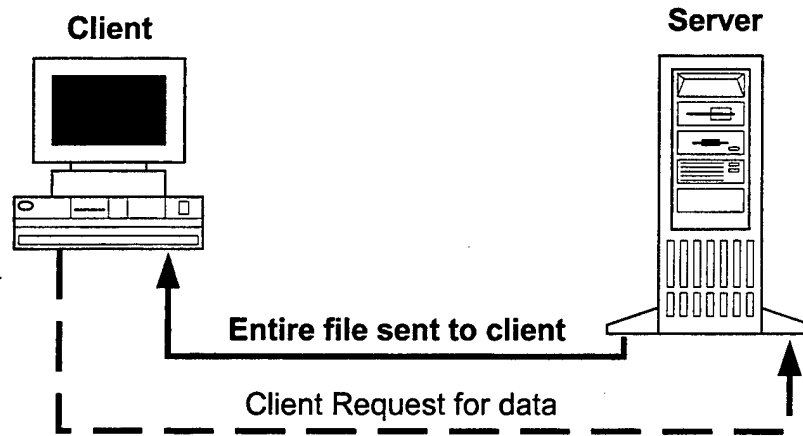 Client
Server
Entire file sent to client
Client Request for data